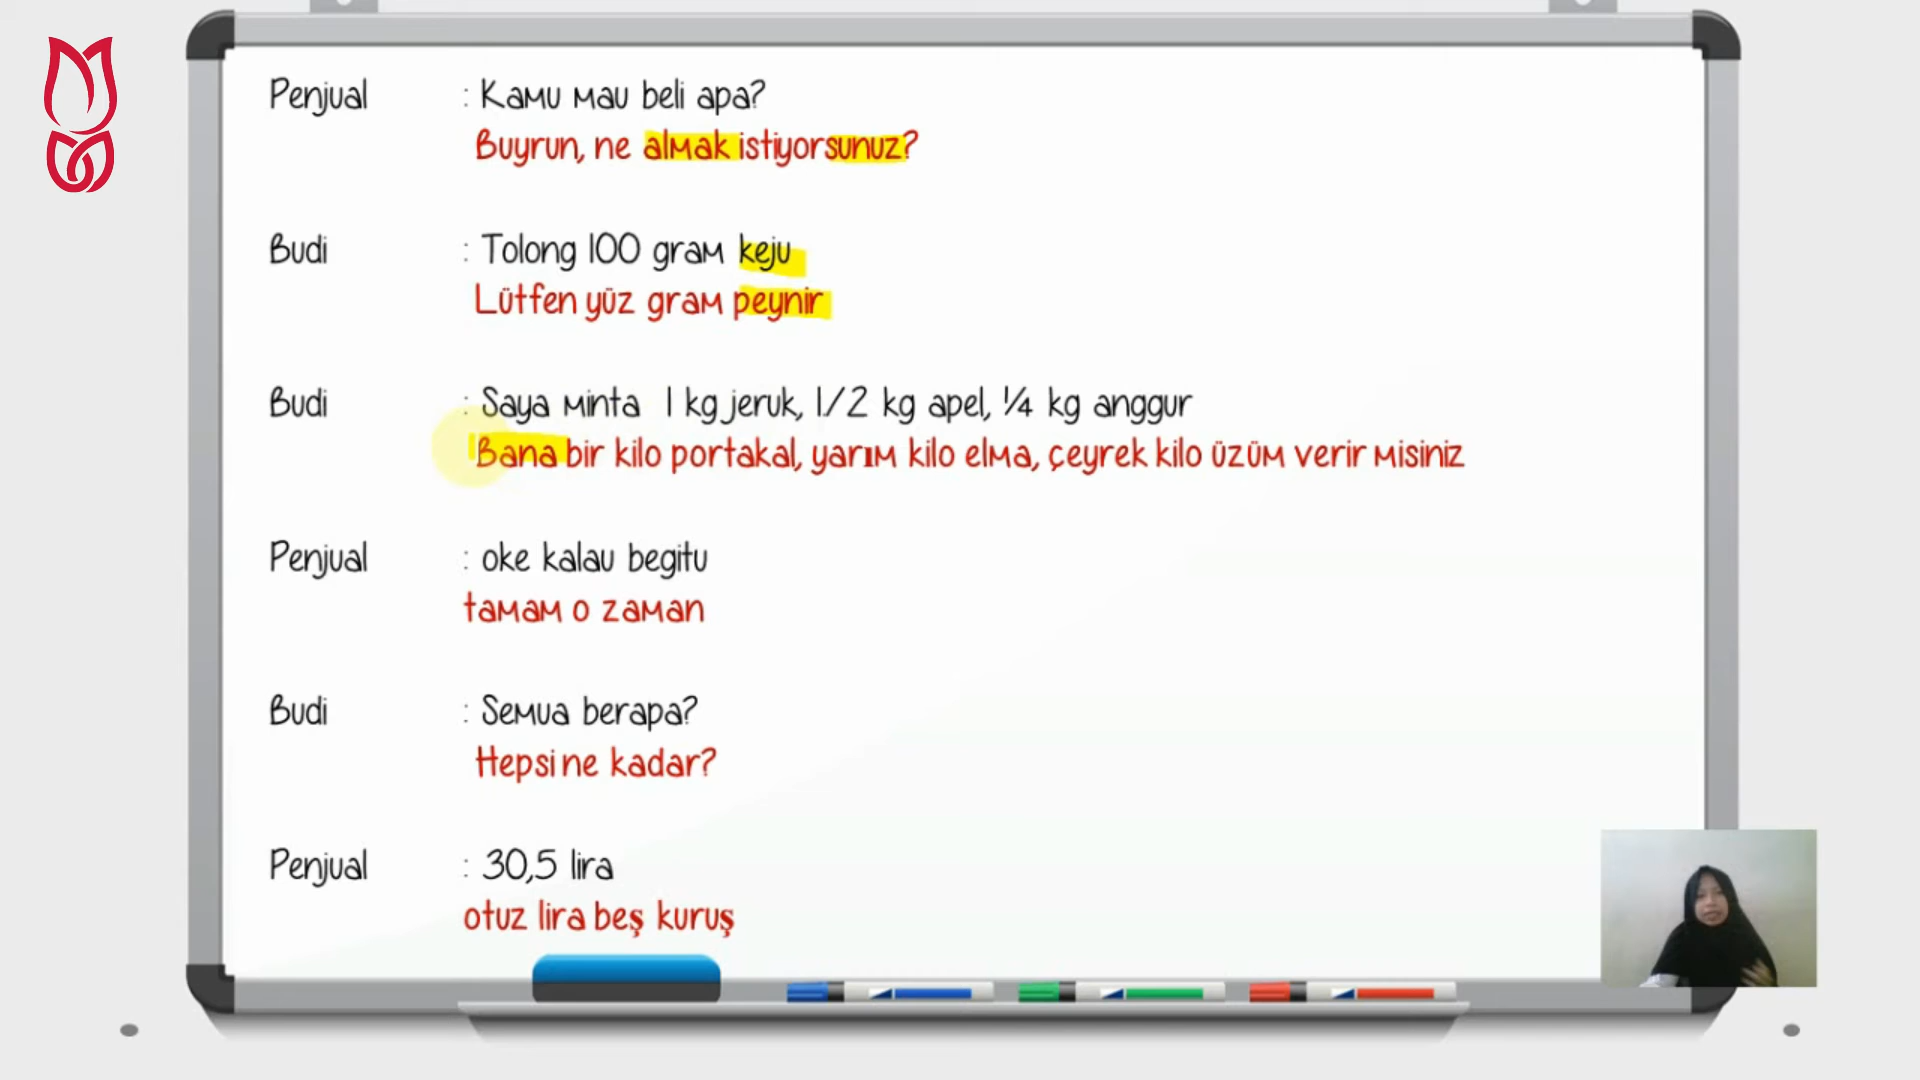 Penjual : Kamu mau beli apa?
Buyrun, ne almak istiyorsunuz?
Budi : Tolong 100 gram keju
Lütfen yüz gram peynir
Budi : Saya minta 1 kg jeruk, 1/2 kg apel, ¼ kg anggur
Bana bir kilo portakal, yarım kilo elma, çeyrek kilo üzüm verir misiniz
Penjual : oke kalau begitu
tamam o zaman
Budi : Semua berapa?
Hepsi ne kadar?
Penjual : 30,5 lira
otuz lira beş kuruş